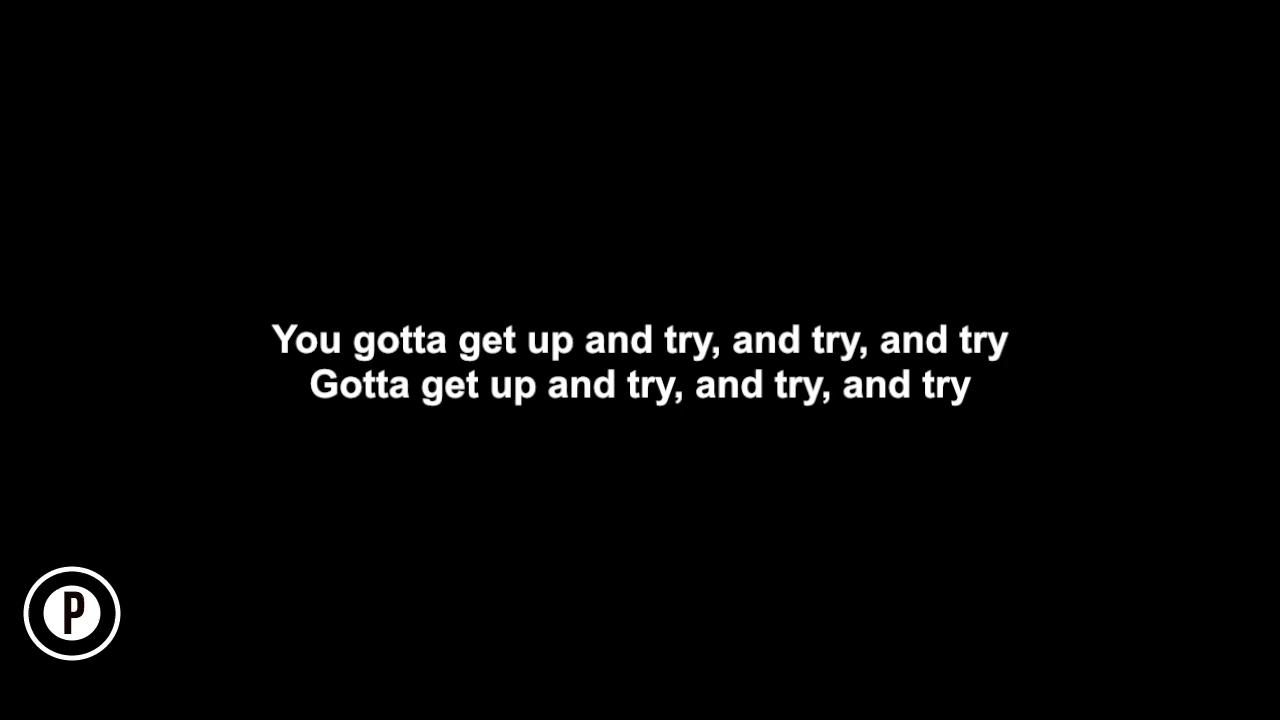 You gotta get up and try, and try, and try
Gotta get up and try, and try, and try
P